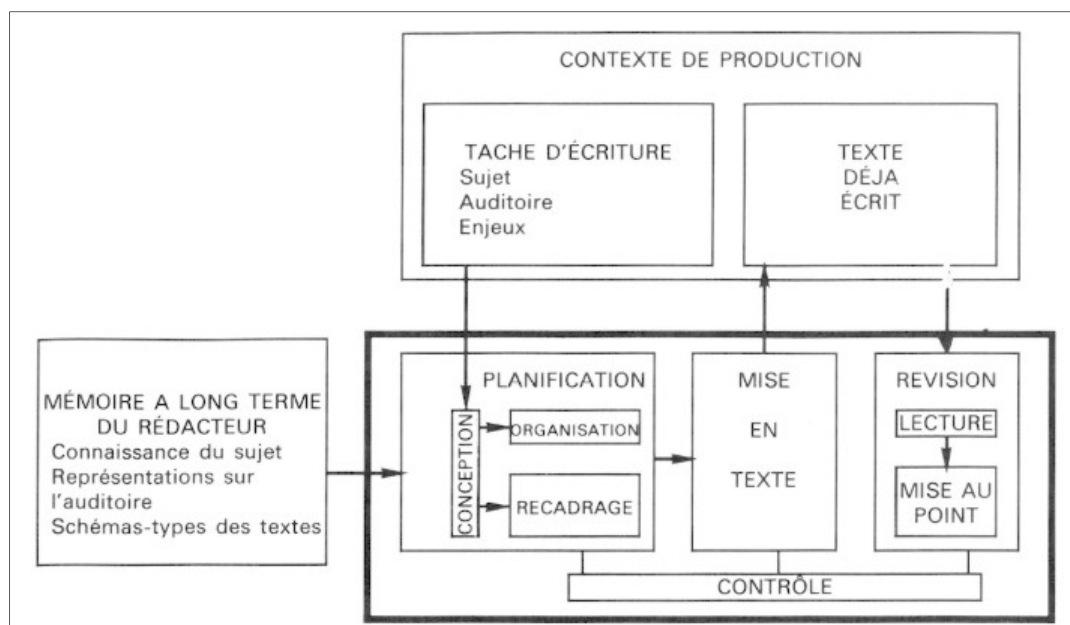 CONTEXTE DE PRODUCTION
TACHE D'ÉCRITURE
Sujet
Auditoire
Enjeux
TEXTE
DÉJA
ÉCRIT
MÉMOIRE A LONG TERME
DU RÉDACTEUR
Connaissance du sujet
Représentations sur
l'auditoire
Schémas-types des textes
PLANIFICATION
CONCEPTION
ORGANISATION
RECADRAGE
MISE
EN
TEXTE
REVISION
LECTURE
MISE AU
POINT
CONTRÔLE